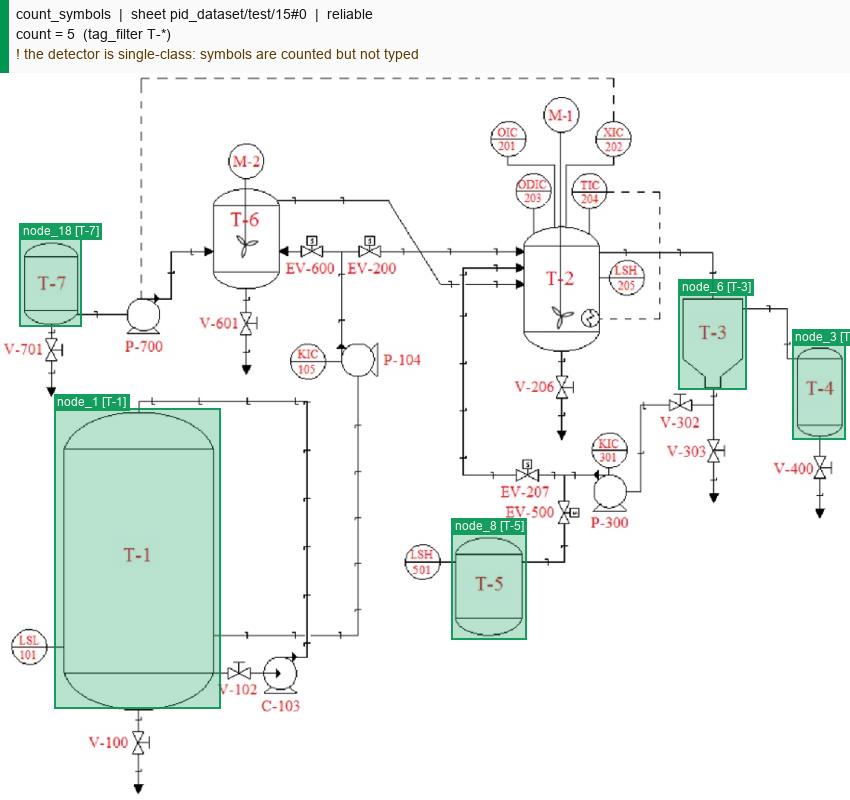 count_symbols | sheet pid_dataset/test/15#0 | reliable
count = 5 (tag_filter T-*)
! the detector is single-class: symbols are counted but not typed
M-1
OIC
201
XIC
202
M-2
ODIC
203
TIC
204
T-6
node_18 [T-7]
T-7
EV-600
EV-200
T-2
LSH
205
node_6 [T-3]
T-3
V-601
P-700
V-701
KIC
105
P-104
node_3 [T
T-4
V-206
node_1 [T-1]
V-302
V-303
KIC
301
V-400
EV-207
EV-500
P-300
node_8 [T-5]
T-1
LSH
501
T-5
LSL
101
V-102
C-103
V-100